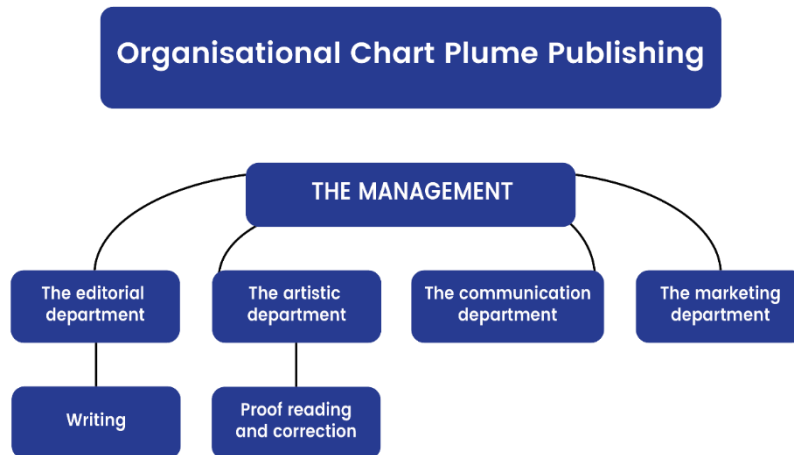 Organisational Chart Plume Publishing
THE MANAGEMENT
The editorial
department
The artistic
department
The communication
department
The marketing
department
Writing
Proof reading
and correction